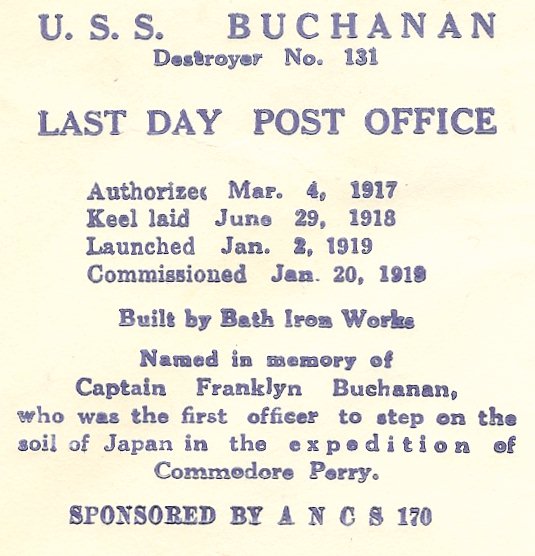 U. S. S. BUCHANAN
Destroyer No. 131
LAST DAY POST OFFICE
Authorized Mar. 4, 1917
Keel laid June 29, 1918
Launched Jan. 2, 1919
Commissioned Jan. 20, 1919
Built by Bath Iron Works
Named in memory of
Captain Franklyn Buchanan,
who was the first officer to step on the
soil of Japan in the expedition of
Commodore Perry.
SPONSORED BY A N C S 170